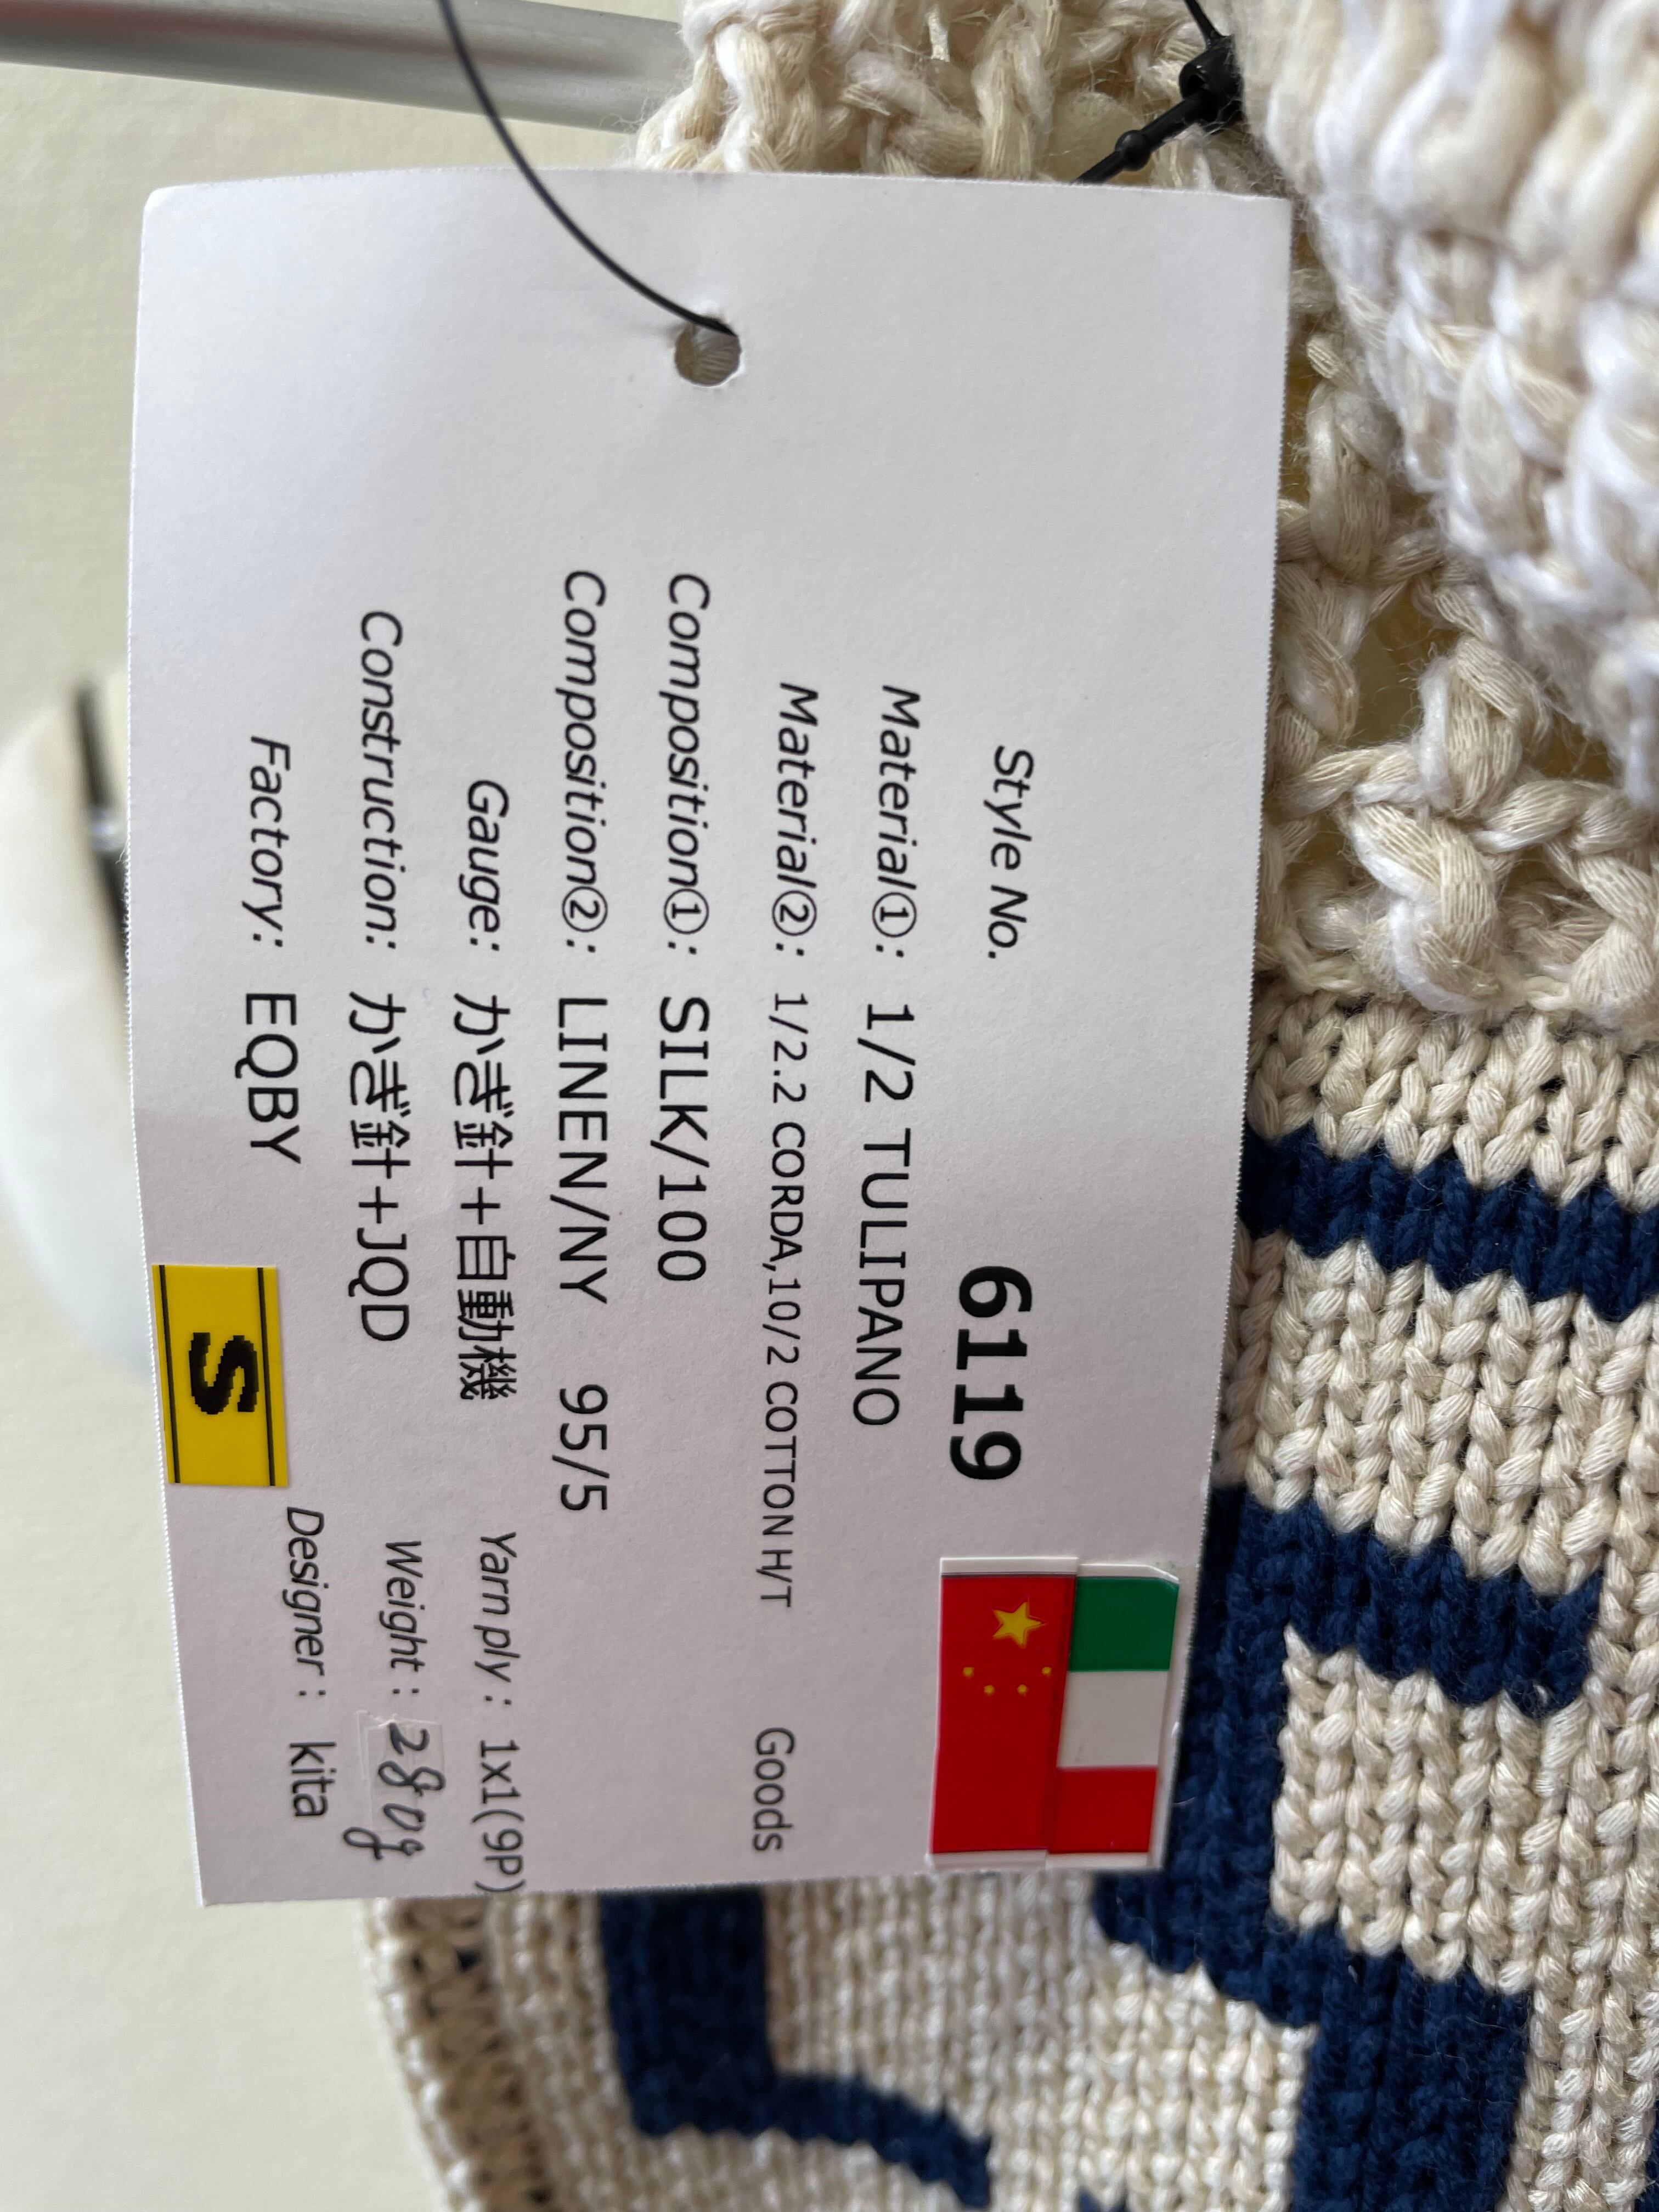 Style No. 6119
Material①: 1/2 TULIPANO
Material②: 1/2.2 CORDA,10/2 COTTON H/T Goods
Composition①: SILK/100
Composition②: LINEN/NY 95/5
Gauge: かぎ針+自動機 Yarn ply : 1x1(9P)
Construction: かぎ針+JQD Weight : 280g
Factory: EQBY Designer : kita
S